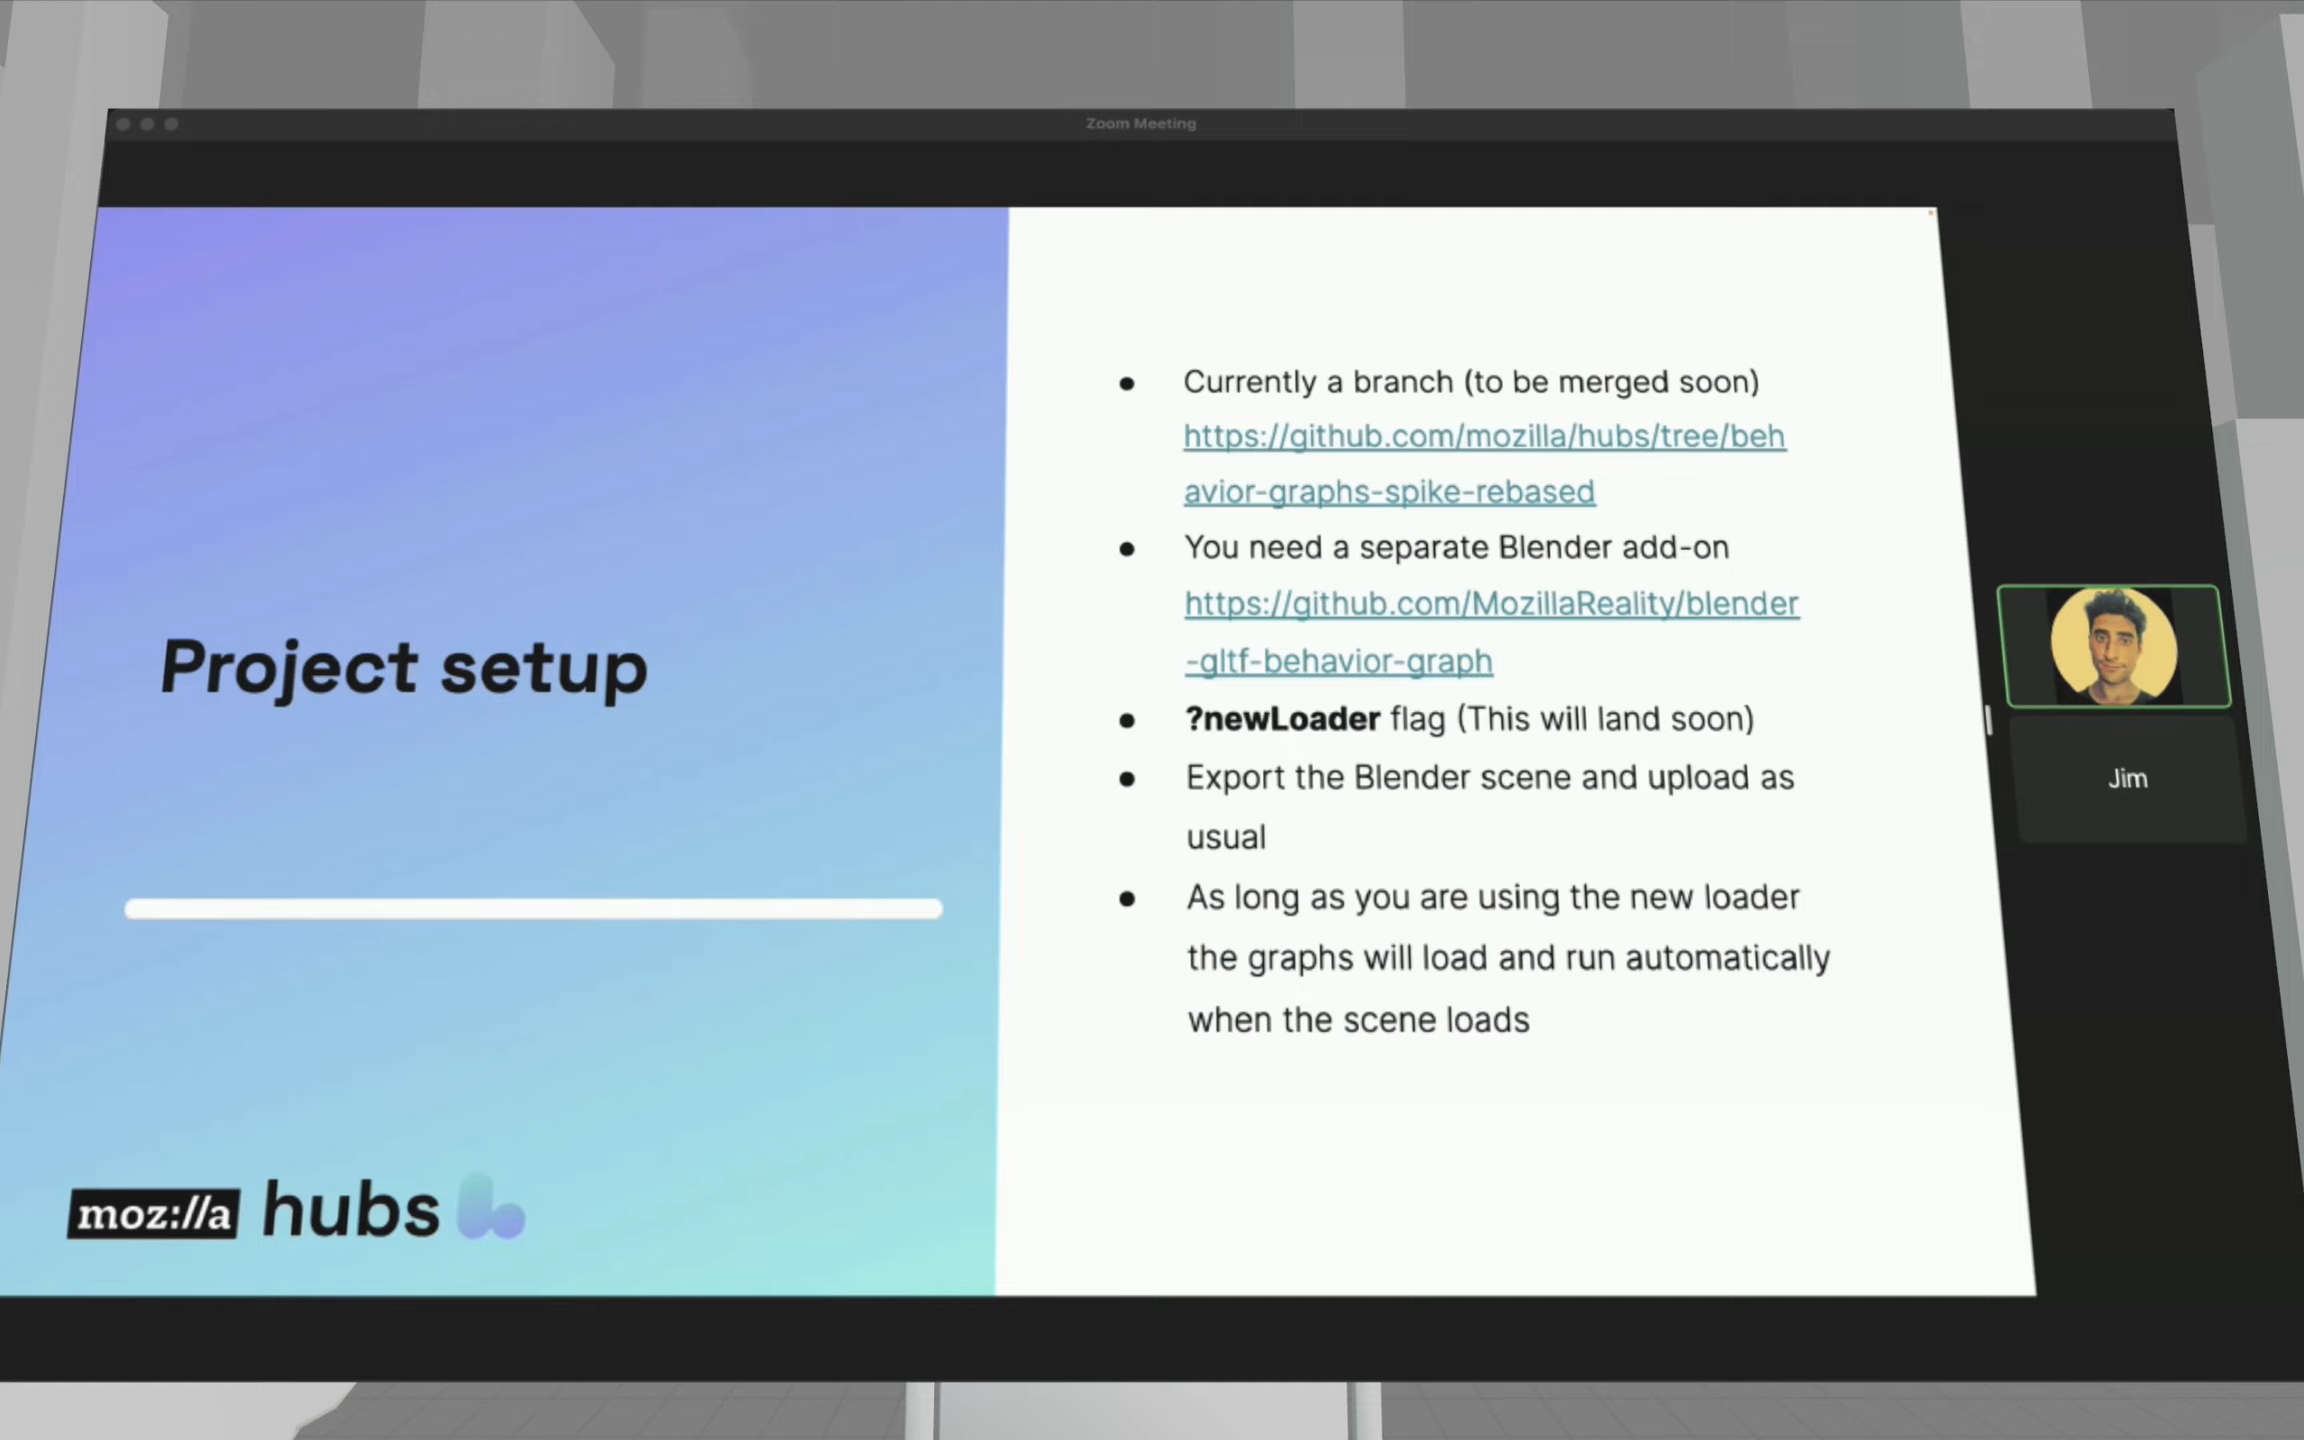 Zoom Meeting
Project setup
moz://a hubs
Currently a branch (to be merged soon)
https://github.com/mozilla/hubs/tree/beh
avior-graphs-spike-rebased
You need a separate Blender add-on
https://github.com/MozillaReality/blender
-gltf-behavior-graph
?newLoader flag (This will land soon)
Export the Blender scene and upload as
usual
As long as you are using the new loader
the graphs will load and run automatically
when the scene loads
Jim